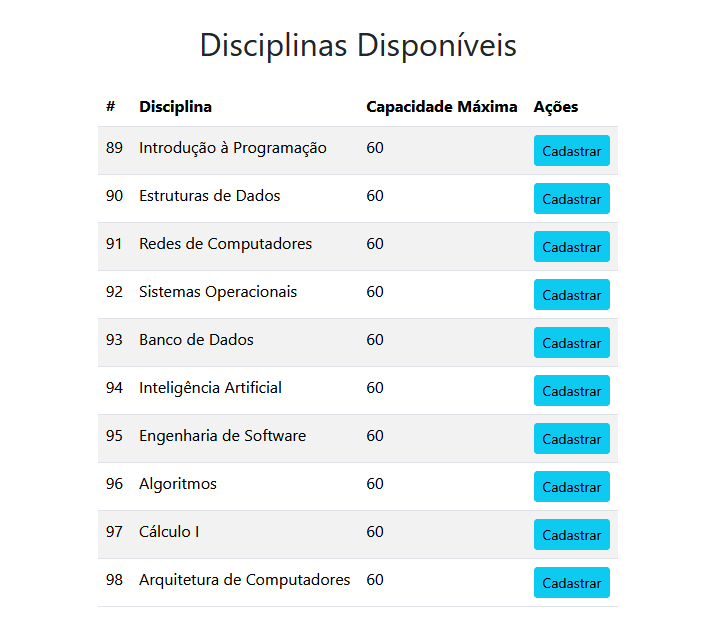 Disciplinas Disponíveis
# Disciplina Capacidade Máxima Ações
89 Introdução à Programação 60 Cadastrar
90 Estruturas de Dados 60 Cadastrar
91 Redes de Computadores 60 Cadastrar
92 Sistemas Operacionais 60 Cadastrar
93 Banco de Dados 60 Cadastrar
94 Inteligência Artificial 60 Cadastrar
95 Engenharia de Software 60 Cadastrar
96 Algoritmos 60 Cadastrar
97 Cálculo I 60 Cadastrar
98 Arquitetura de Computadores 60 Cadastrar